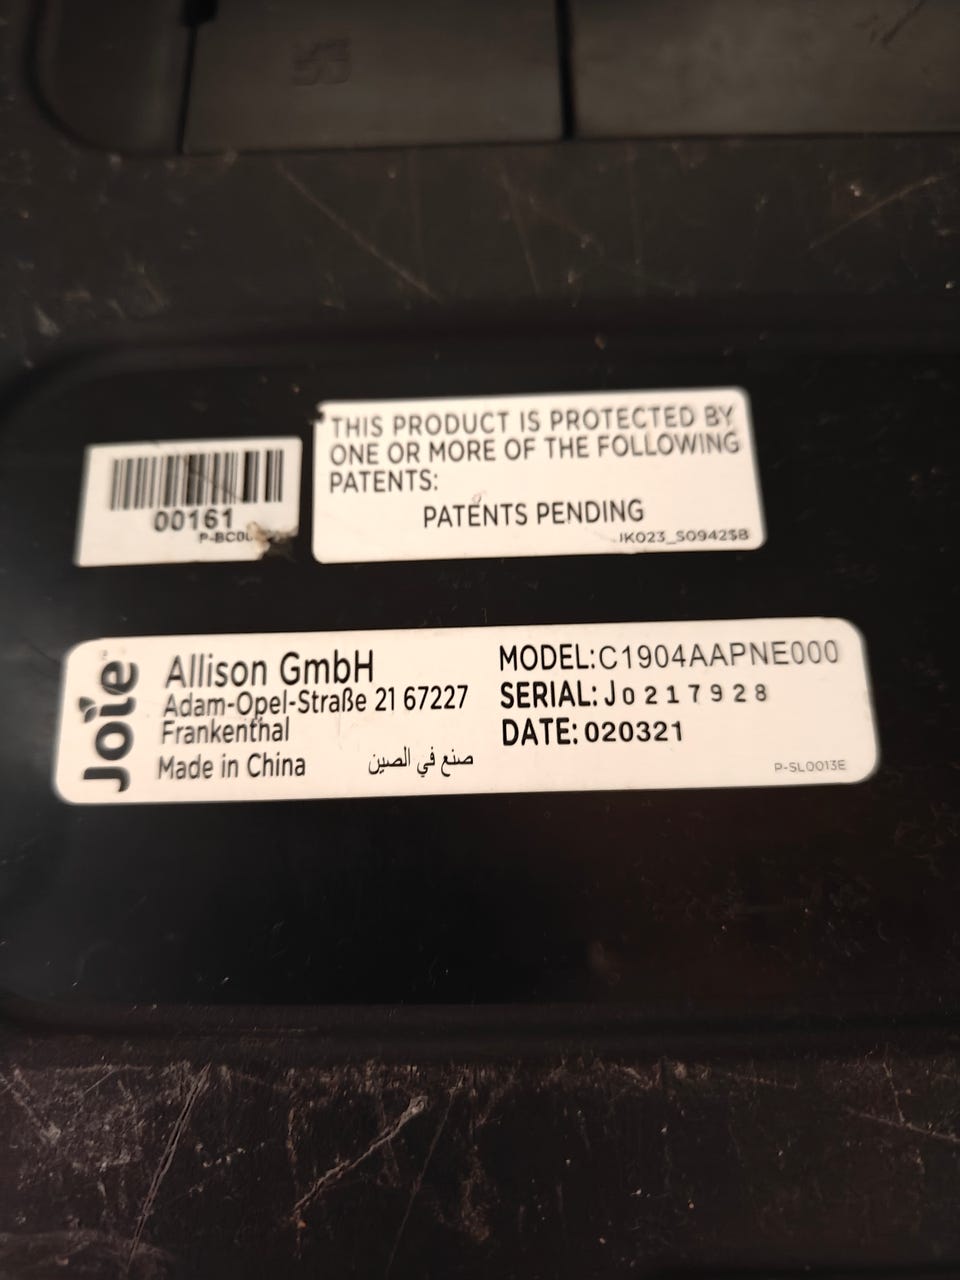 00161
THIS PRODUCT IS PROTECTED BY
ONE OR MORE OF THE FOLLOWING
PATENTS:
PATENTS PENDING
JK023_S0942SB
Joie
Allison GmbH
Adam-Opel-Straße 21 67227
Frankenthal
Made in China صنع في الصين
MODEL:C1904AAPNE000
SERIAL:J0217928
DATE:020321
P-SL0013E